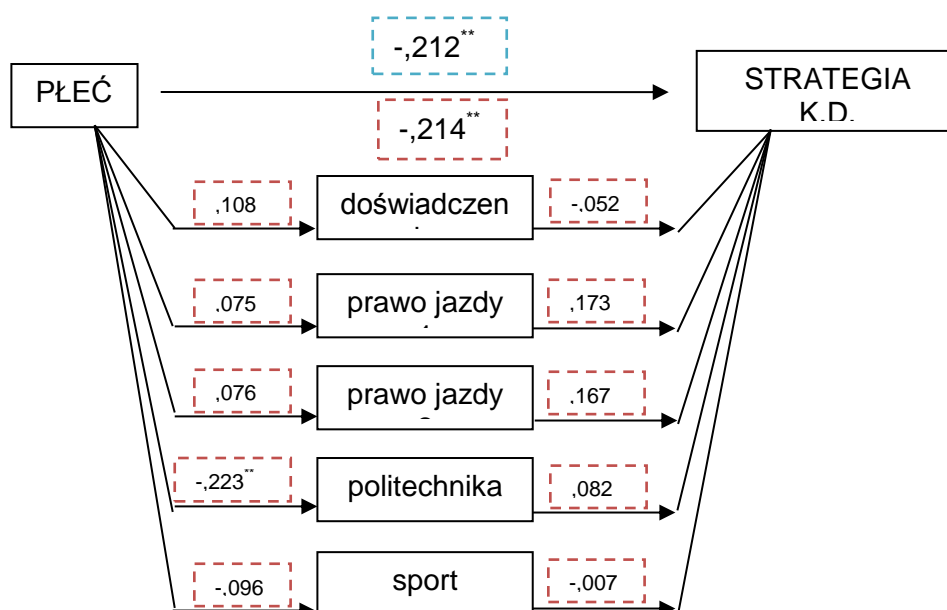 -,212**
PŁEĆ
STRATEGIA
K.D.
-,214**
,108
doświadczen
-,052
,075
prawo jazdy
,173
,076
prawo jazdy
,167
-,223**
politechnika
,082
-,096
sport
-,007